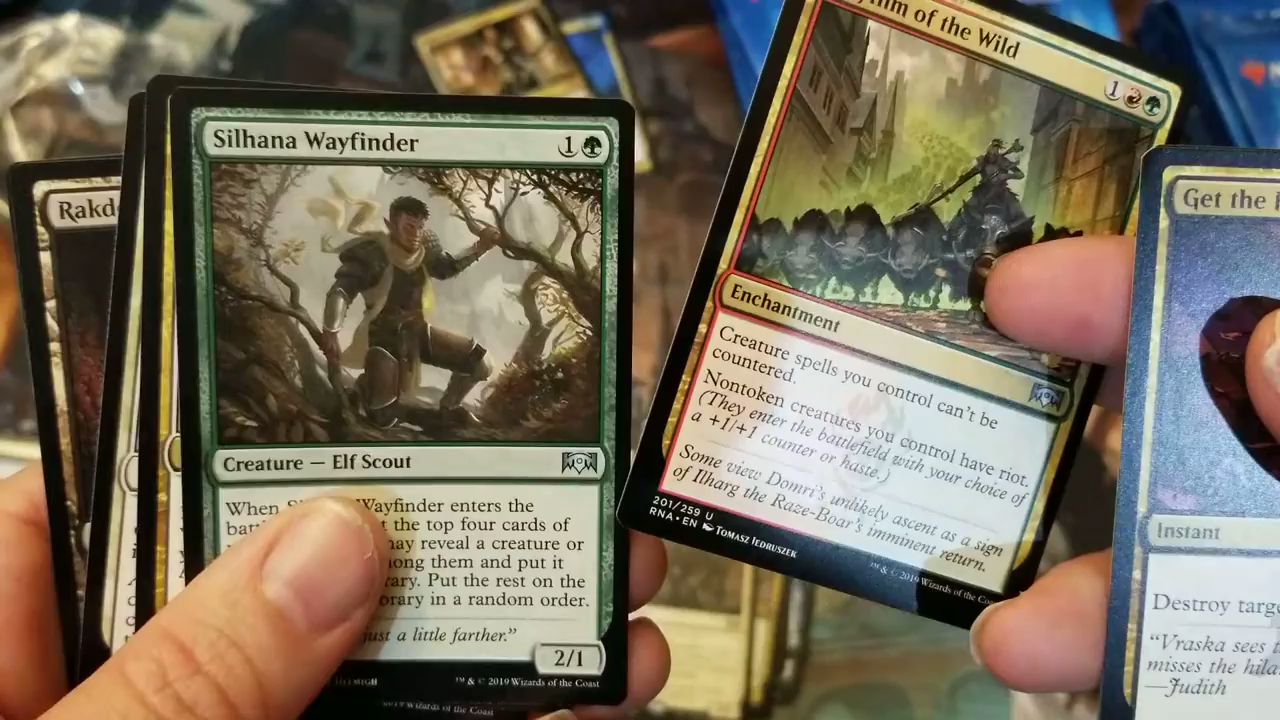 Rakd
Silhana Wayfinder
1
Creature — Elf Scout
When Wayfinder enters the
the top four cards of
may reveal a creature or
among them and put it
Put the rest on the
in a random order.
just a little farther."
2/1
™ & © 2019 Wizards of the Coast
of the Wild
1
Enchantment
Creature spells you control can't be
countered.
Nontoken creatures you control have riot.
(They enter the battlefield with your choice of
a +1/+1 counter or haste.)
Some view Domri's unlikely ascent as a sign
of Ilharg the Raze-Boar's imminent return.
201/259 U
RNA • EN Tomasz Jedruszek
™ & © 2019 Wizards of the Coast
Get the
Instant
Destroy targe
"Vraska sees
misses the hila
—Judith